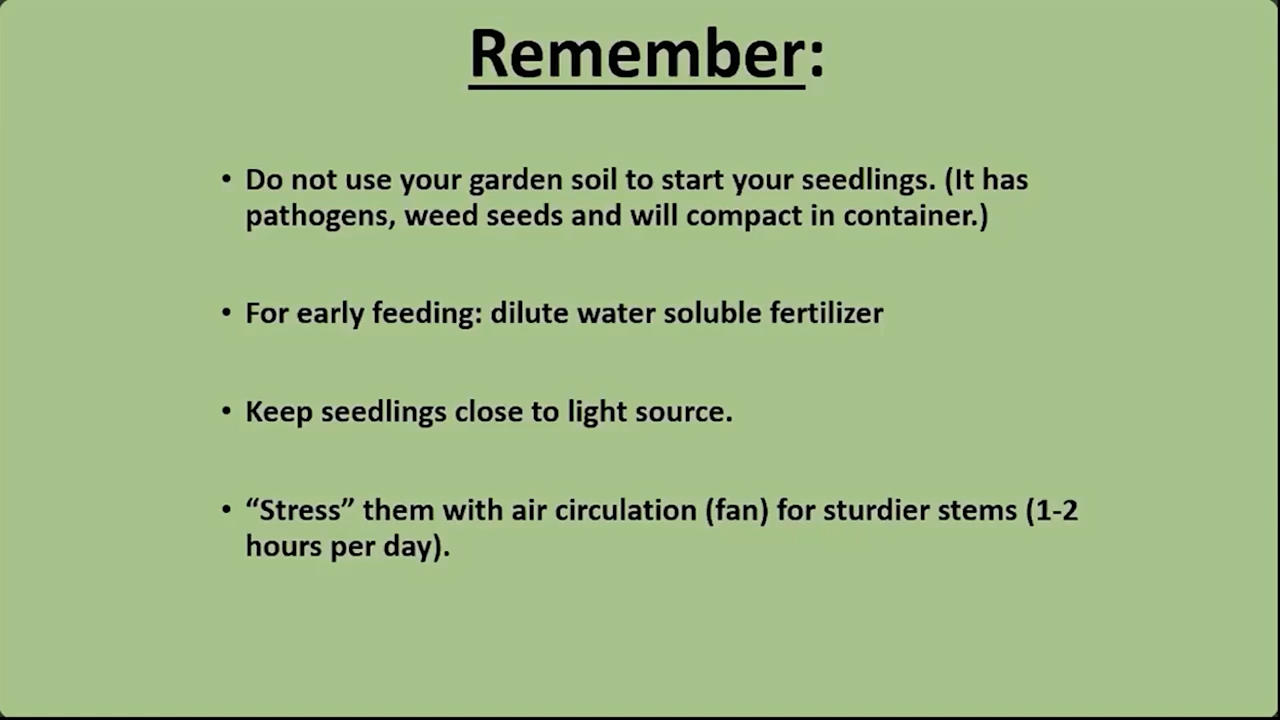 Remember:
• Do not use your garden soil to start your seedlings. (It has
pathogens, weed seeds and will compact in container.)
• For early feeding: dilute water soluble fertilizer
• Keep seedlings close to light source.
• “Stress” them with air circulation (fan) for sturdier stems (1-2
hours per day).